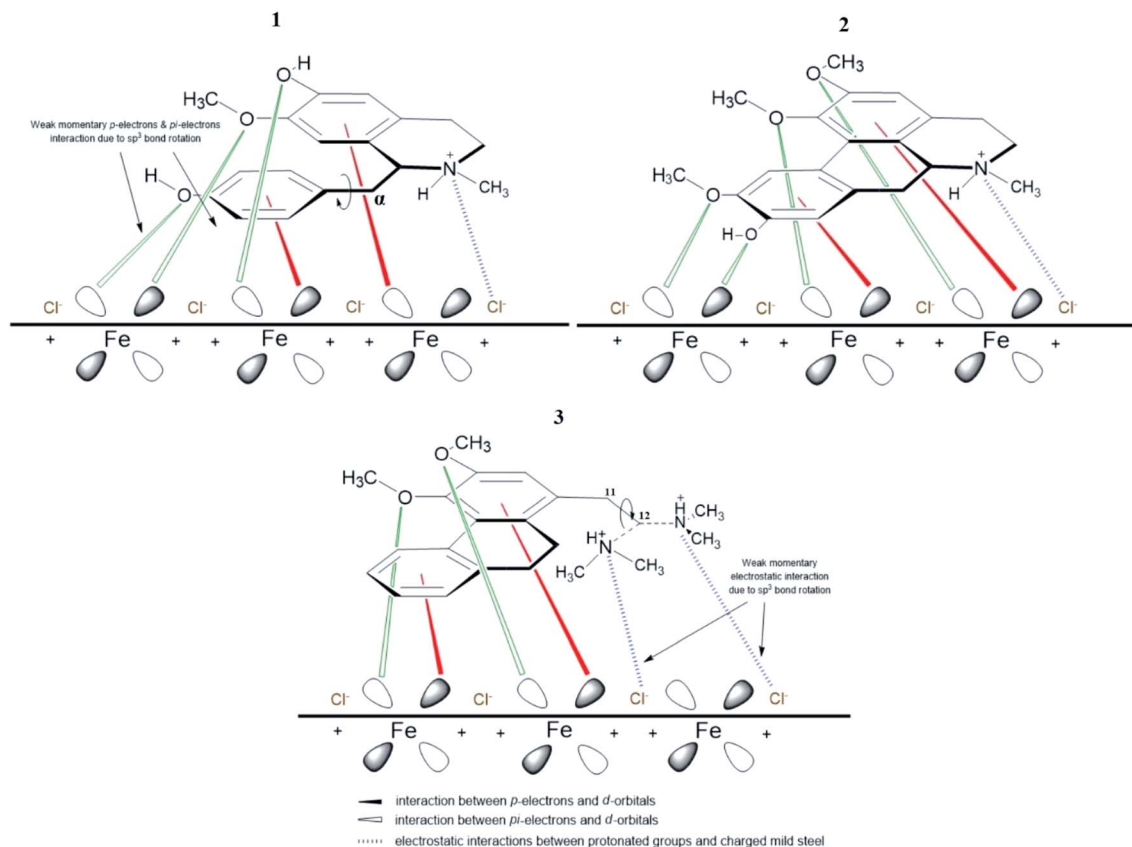 1
2
H
O
H₃C
O
Weak momentary p-electrons & pi-electrons
interaction due to sp³ bond rotation
H
O
α
+
N
H
CH₃
Cl⁻
Cl⁻
Cl⁻
Cl⁻
+ Fe + + Fe + + Fe +
OCH₃
H₃C
O
H₃C
O
H-O
+
N
H
CH₃
Cl⁻
Cl⁻
Cl⁻
Cl⁻
+ Fe + + Fe + + Fe +
3
O
CH₃
H₃C
O
11
12
+
H
N
CH₃
CH₃
H⁺
N
H₃C
CH₃
Weak momentary
electrostatic interaction
due to sp³ bond rotation
Cl⁻
Cl⁻
Cl⁻
Cl⁻
+ Fe + + Fe + + Fe +
interaction between p-electrons and d-orbitals
interaction between pi-electrons and d-orbitals
electrostatic interactions between protonated groups and charged mild steel